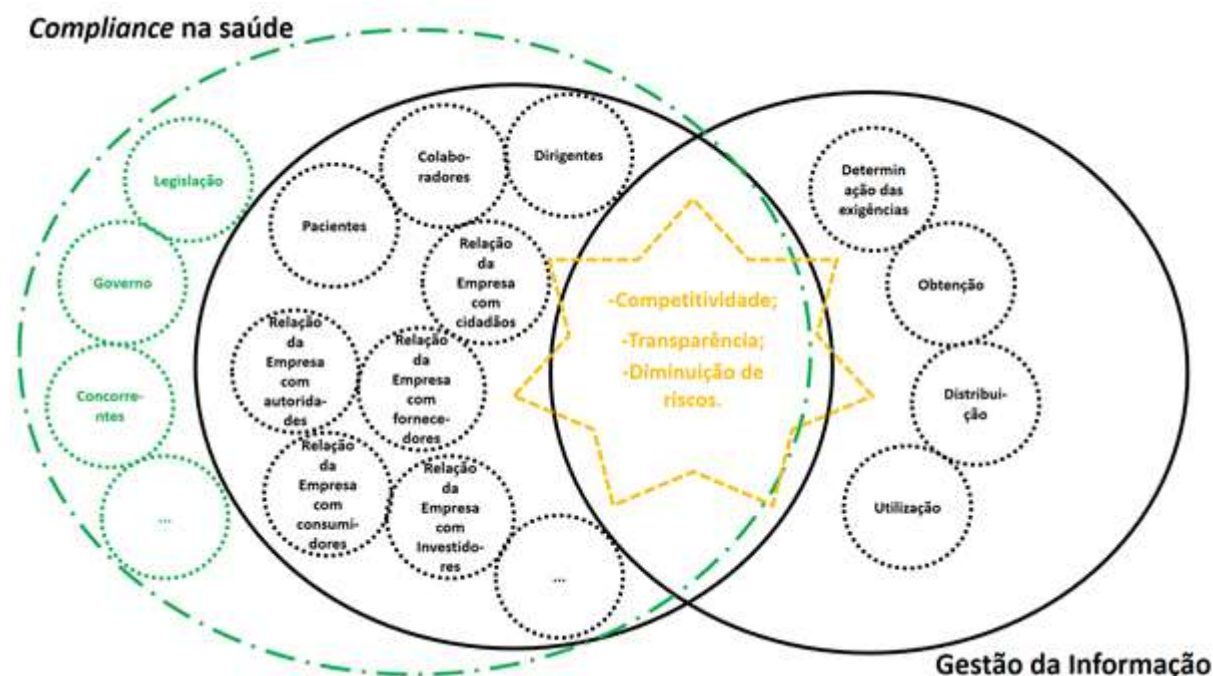 Compliance na saúde
Legislação
Governo
Concorre-
ntes
...
Colabo-
radores
Dirigentes
Pacientes
Relação
da
Empresa
com
cidadãos
Relação
da
Empresa
com
autorida-
des
Relação
da
Empresa
com
fornece-
dores
Relação
da
Empresa
com
consumi-
dores
Relação
da
Empresa
com
Investido-
res
...
-Competitividade;
-Transparência;
-Diminuição de
riscos.
Determin
ação das
exigências
Obtenção
Distribui-
ção
Utilização
Gestão da Informação